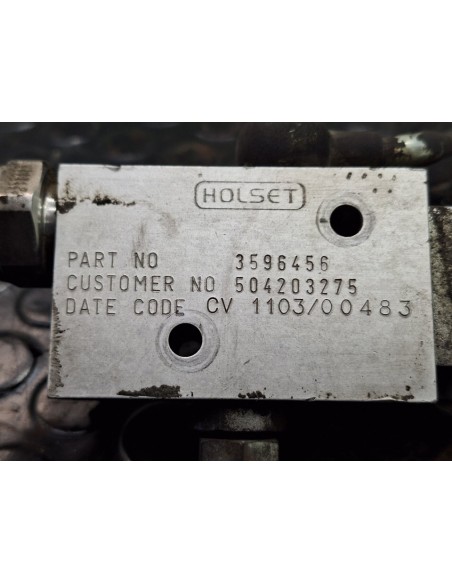 HOLSET
PART NO 3596456
CUSTOMER NO 504203275
DATE CODE CV 1103/00483